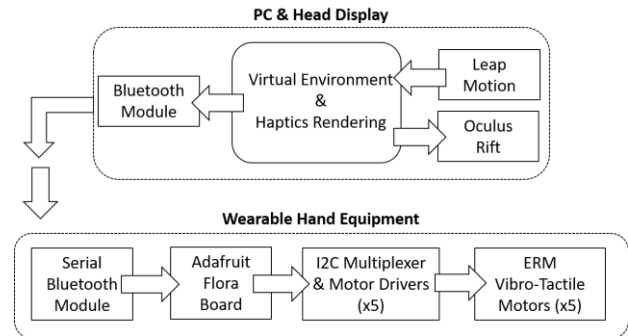 PC & Head Display
Bluetooth
Module
Virtual Environment
&
Haptics Rendering
Leap
Motion
Oculus
Rift
Wearable Hand Equipment
Serial
Bluetooth
Module
Adafruit
Flora
Board
I2C Multiplexer
& Motor Drivers
(x5)
ERM
Vibro-Tactile
Motors (x5)